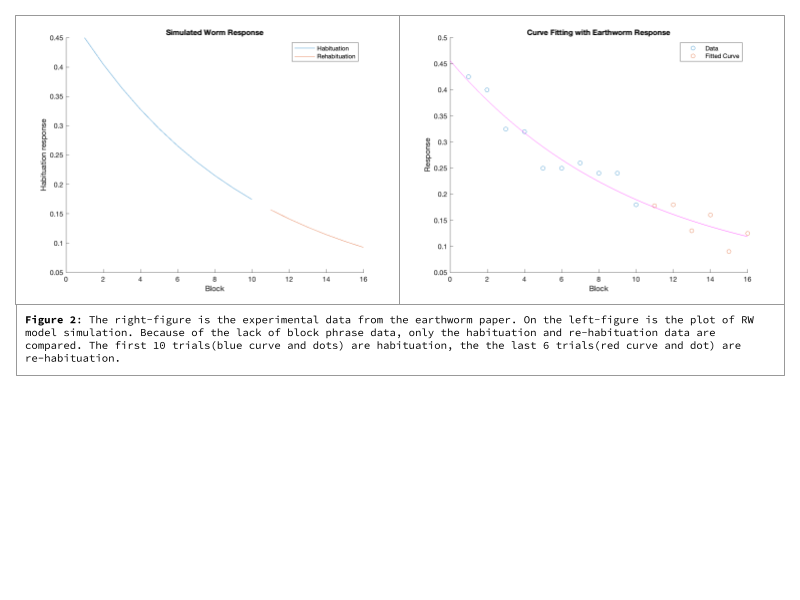 Simulated Worm Response
0.45
0.4
0.35
0.3
0.25
0.2
0.15
0.1
0.05
0 2 4 6 8 10 12 14 16
Habituation response
Block
Habituation
Rehabituation
Curve Fitting with Earthworm Response
0.5
0.45
0.4
0.35
0.3
0.25
0.2
0.15
0.1
0.05
0 2 4 6 8 10 12 14 16
Response
Block
Data
Fitted Curve
Figure 2: The right-figure is the experimental data from the earthworm paper. On the left-figure is the plot of RW
model simulation. Because of the lack of block phrase data, only the habituation and re-habituation data are
compared. The first 10 trials(blue curve and dots) are habituation, the the last 6 trials(red curve and dot) are
re-habituation.